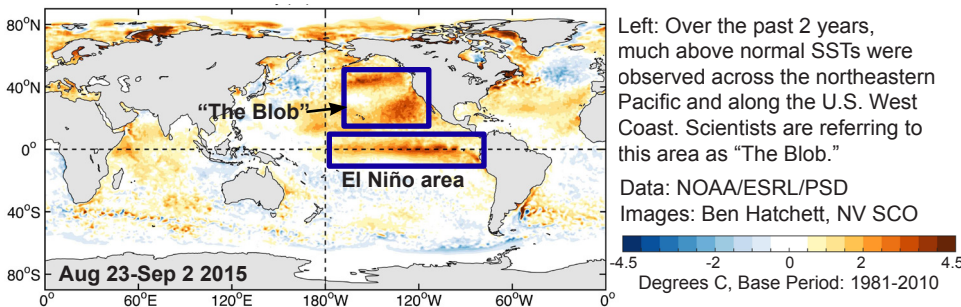 80°N
40°N
0°
40°S
80°S
"The Blob"
El Niño area
Aug 23-Sep 2 2015
0° 60°E 120°E 180°W 120°W 60°W 0°
Left: Over the past 2 years,
much above normal SSTs were
observed across the northeastern
Pacific and along the U.S. West
Coast. Scientists are referring to
this area as “The Blob.”
Data: NOAA/ESRL/PSD
Images: Ben Hatchett, NV SCO
-4.5 -2 0 2 4.5
Degrees C, Base Period: 1981-2010